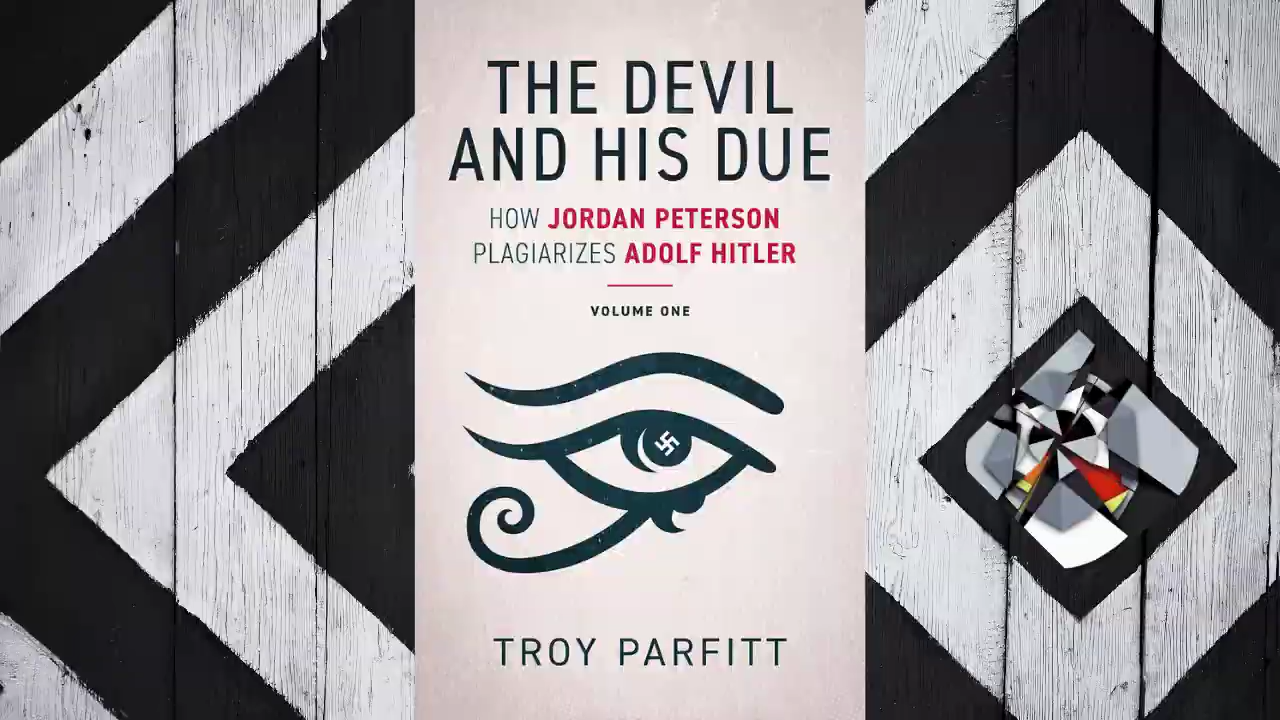 THE DEVIL
AND HIS DUE
HOW JORDAN PETERSON
PLAGIARIZES ADOLF HITLER
VOLUME ONE
TROY PARFITT